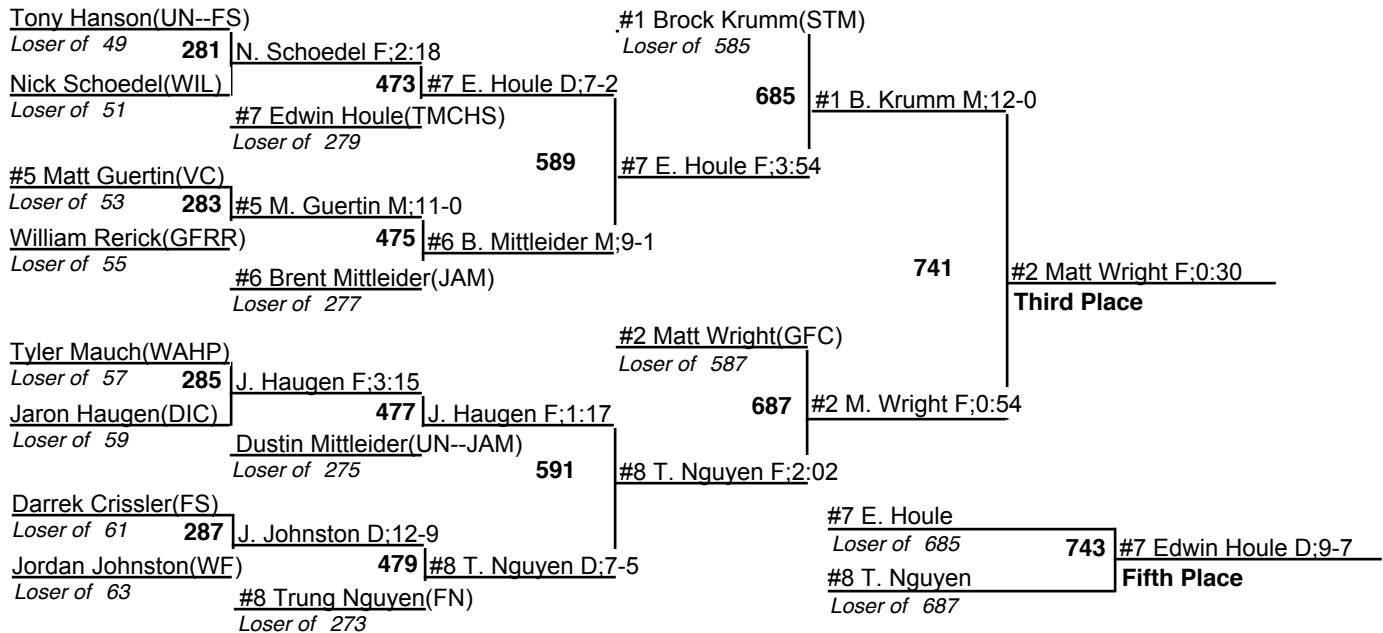 Tony Hanson(UN--FS)
Loser of 49
281
N. Schoedel F;2:18
Nick Schoedel(WIL)
Loser of 51
473
#7 E. Houle D;7-2
#7 Edwin Houle(TMCHS)
Loser of 279
589
#7 E. Houle F;3:54
#5 Matt Guertin(VC)
Loser of 53
283
#5 M. Guertin M;11-0
William Rerick(GFRR)
Loser of 55
475
#6 B. Mittleider M;9-1
#6 Brent Mittleider(JAM)
Loser of 277
#1 Brock Krumm(STM)
Loser of 585
685
#1 B. Krumm M;12-0
741
#2 Matt Wright F;0:30
Third Place
Tyler Mauch(WAHP)
Loser of 57
285
J. Haugen F;3:15
Jaron Haugen(DIC)
Loser of 59
477
J. Haugen F;1:17
Dustin Mittleider(UN--JAM)
Loser of 275
591
#8 T. Nguyen F;2:02
Darrek Crissler(FS)
Loser of 61
287
J. Johnston D;12-9
Jordan Johnston(WF)
Loser of 63
479
#8 T. Nguyen D;7-5
#8 Trung Nguyen(FN)
Loser of 273
#2 Matt Wright(GFC)
Loser of 587
687
#2 M. Wright F;0:54
#7 E. Houle
Loser of 685
743
#7 Edwin Houle D;9-7
Fifth Place
#8 T. Nguyen
Loser of 687